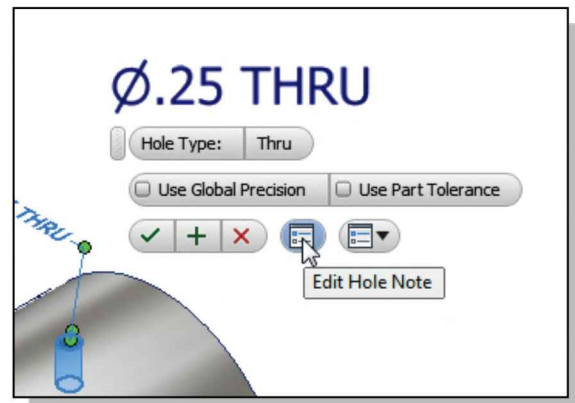 Ø.25 THRU
Hole Type: Thru
Use Global Precision Use Part Tolerance
THRU
Edit Hole Note